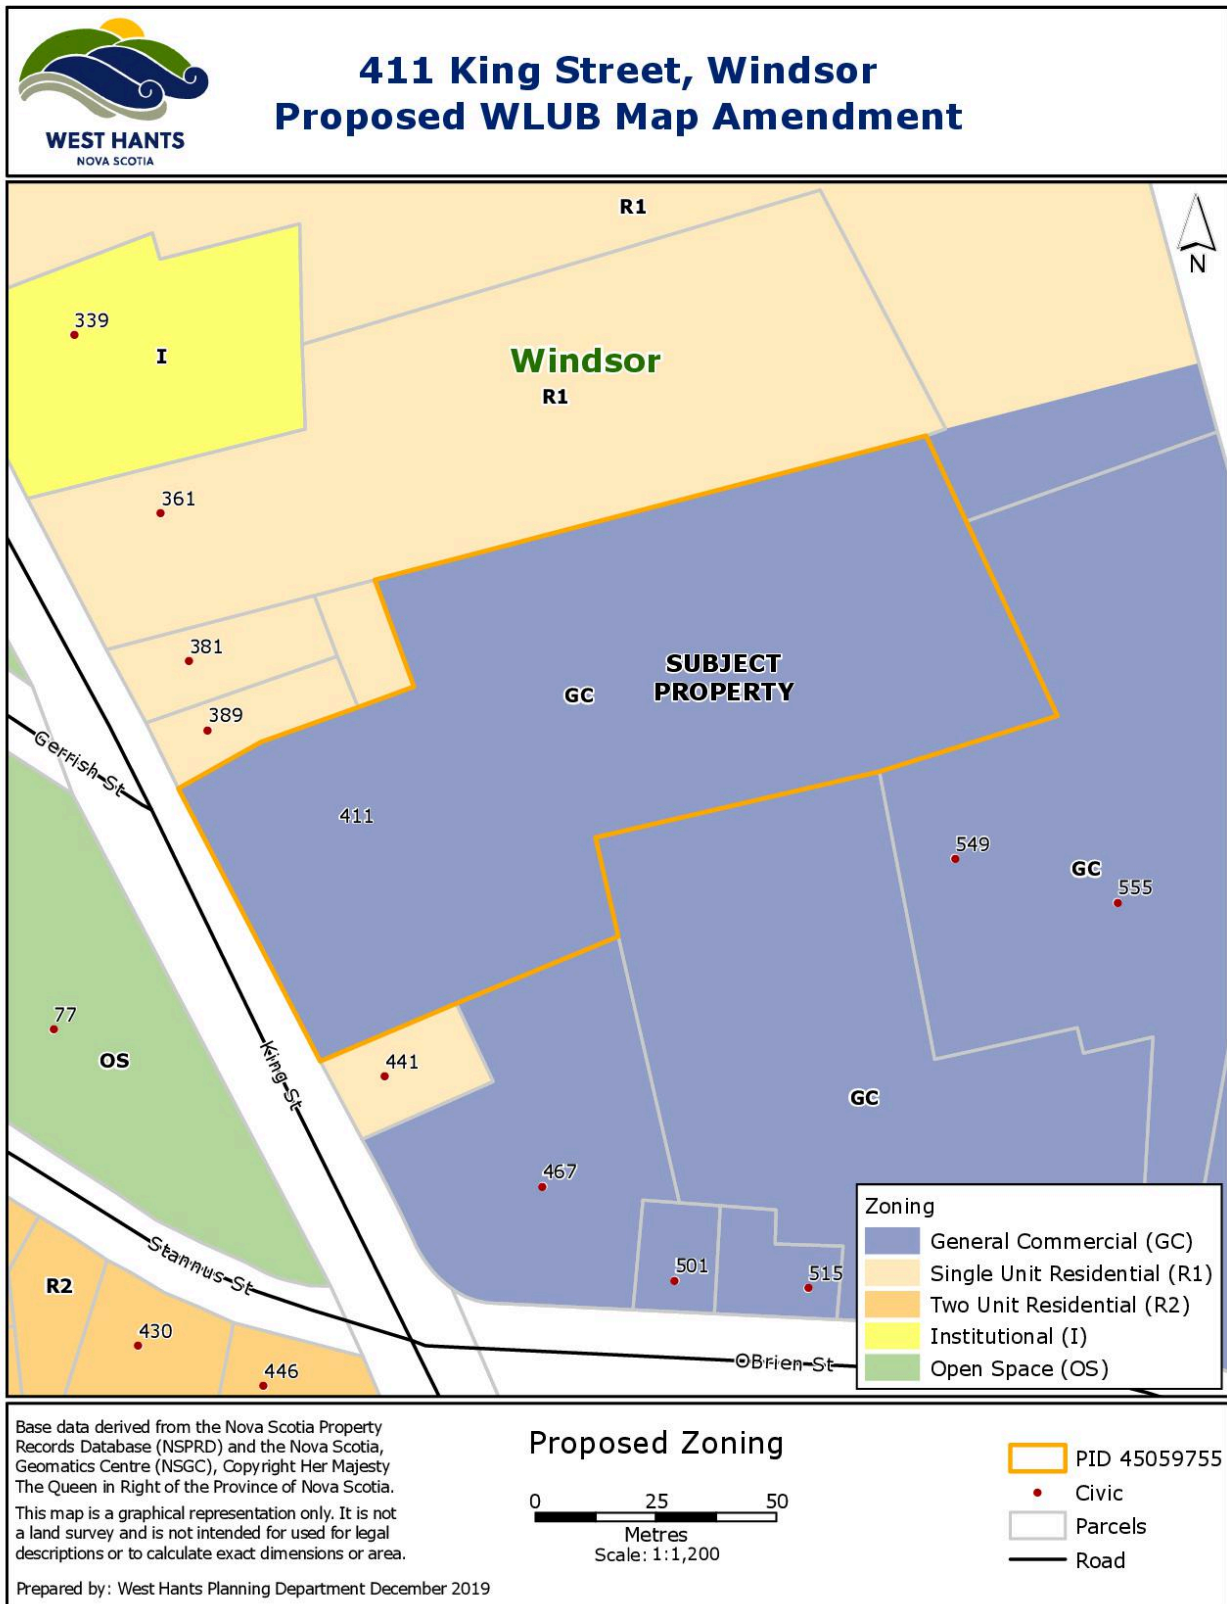 WEST HANTS
NOVA SCOTIA
411 King Street, Windsor
Proposed WLUB Map Amendment
R1
N
339
I
Windsor
R1
361
381
389
SUBJECT
PROPERTY
GC
Gerrish St
411
549
GC
555
77
OS
King St
441
GC
467
Stannus St
R2
430
446
501
515
OBrien St
Zoning
General Commercial (GC)
Single Unit Residential (R1)
Two Unit Residential (R2)
Institutional (I)
Open Space (OS)
Base data derived from the Nova Scotia Property
Records Database (NSPRD) and the Nova Scotia,
Geomatics Centre (NSGC), Copyright Her Majesty
The Queen in Right of the Province of Nova Scotia.
This map is a graphical representation only. It is not
a land survey and is not intended for used for legal
descriptions or to calculate exact dimensions or area.
Prepared by: West Hants Planning Department December 2019
Proposed Zoning
0 25 50
Metres
Scale: 1:1,200
PID 45059755
Civic
Parcels
Road